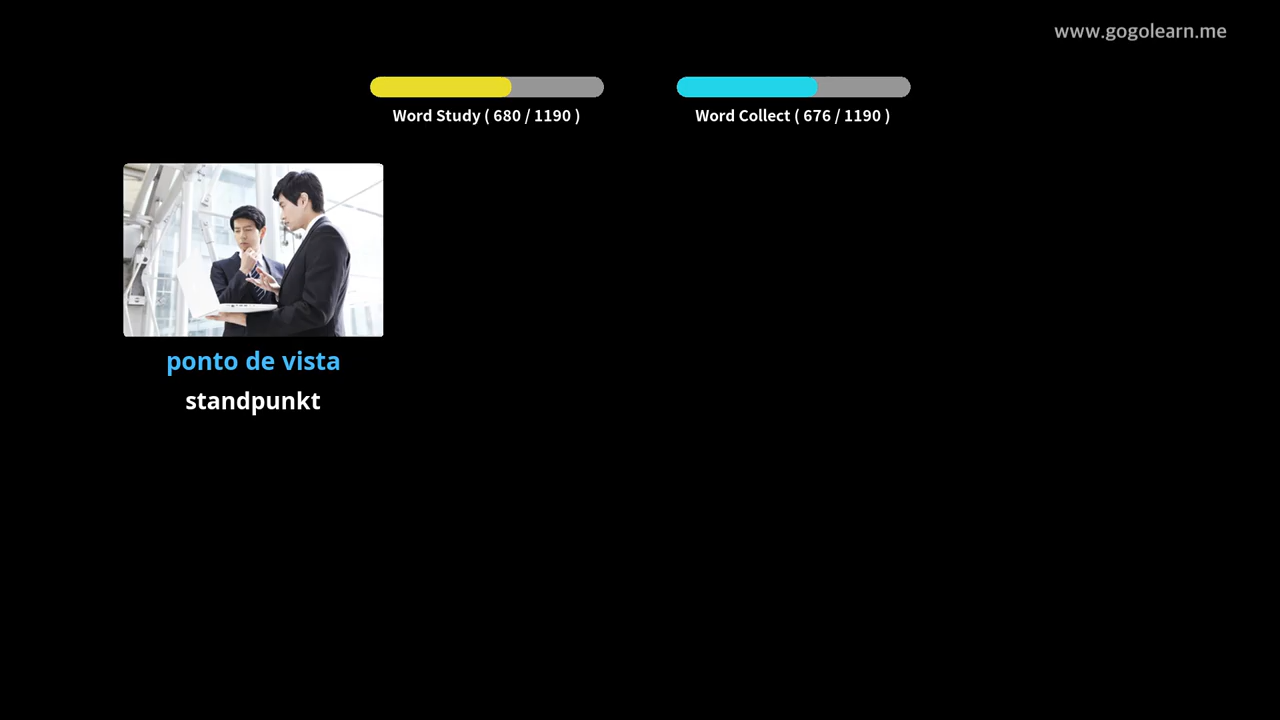 www.gogolearn.me
Word Study ( 680 / 1190 )
Word Collect ( 676 / 1190 )
ponto de vista
standpunkt